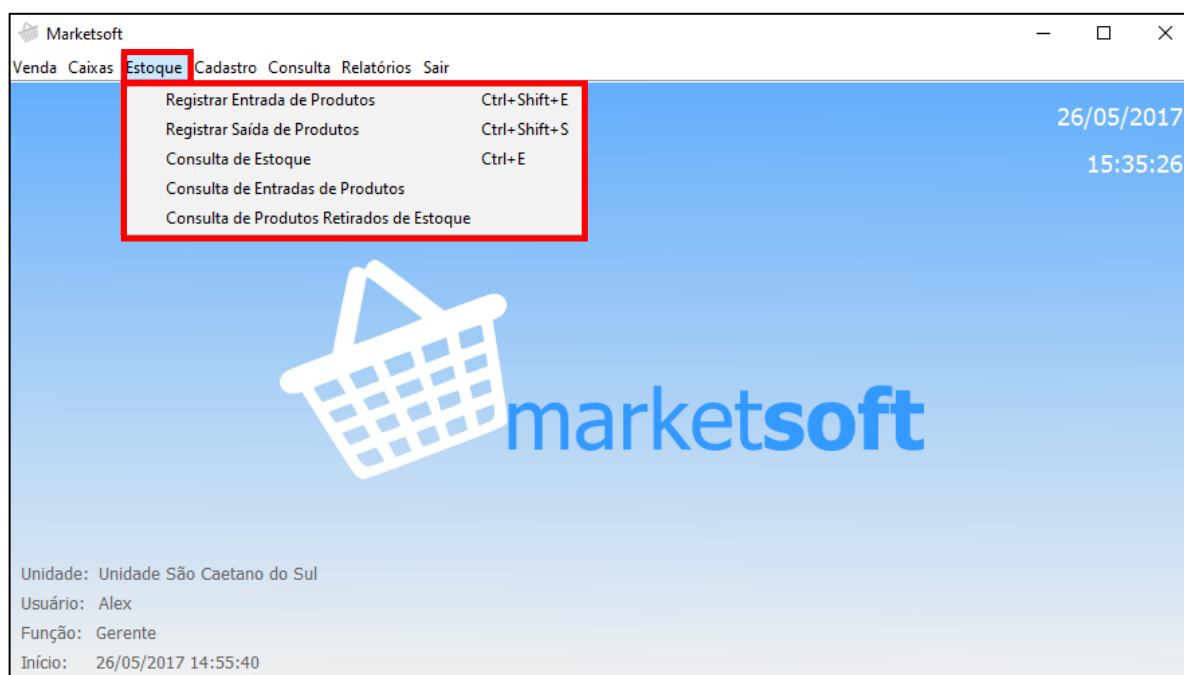 Marketsoft
Venda Caixas Estoque Cadastro Consulta Relatórios Sair
Registrar Entrada de Produtos Ctrl+Shift+E
Registrar Saída de Produtos Ctrl+Shift+S
Consulta de Estoque Ctrl+E
Consulta de Entradas de Produtos
Consulta de Produtos Retirados de Estoque
26/05/2017
15:35:26
marketsoft
Unidade: Unidade São Caetano do Sul
Usuário: Alex
Função: Gerente
Início: 26/05/2017 14:55:40